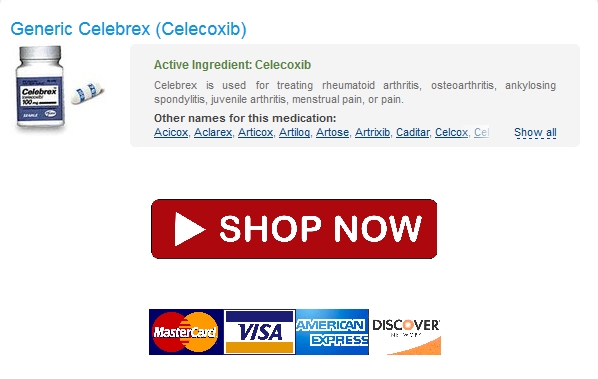 Generic Celebrex (Celecoxib)
Active Ingredient: Celecoxib
Celebrex is used for treating rheumatoid arthritis, osteoarthritis, ankylosing
spondylitis, juvenile arthritis, menstrual pain, or pain.
Other names for this medication:
Acicox, Aclarex, Articox, Artilog, Artose, Artrixib, Caditar, Celcox, Cel Show all
Celebrex
celecoxib
100 mg
SEARLE
SHOP NOW
MasterCard VISA AMERICAN EXPRESS DISCOVER NETWORK